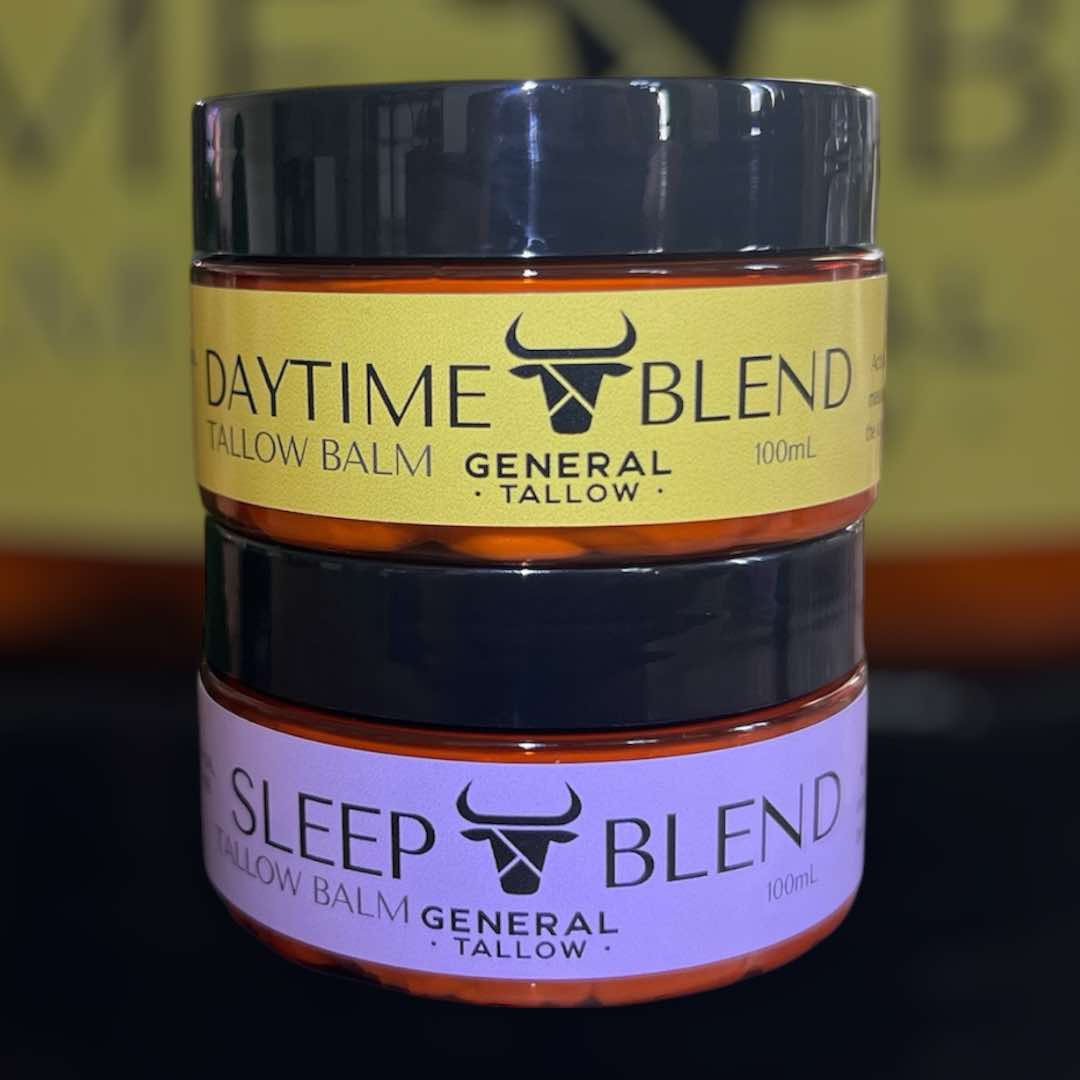 DAYTIME BLEND
TALLOW BALM
100mL
GENERAL
· TALLOW ·
SLEEP BLEND
TALLOW BALM
100mL
GENERAL
· TALLOW ·